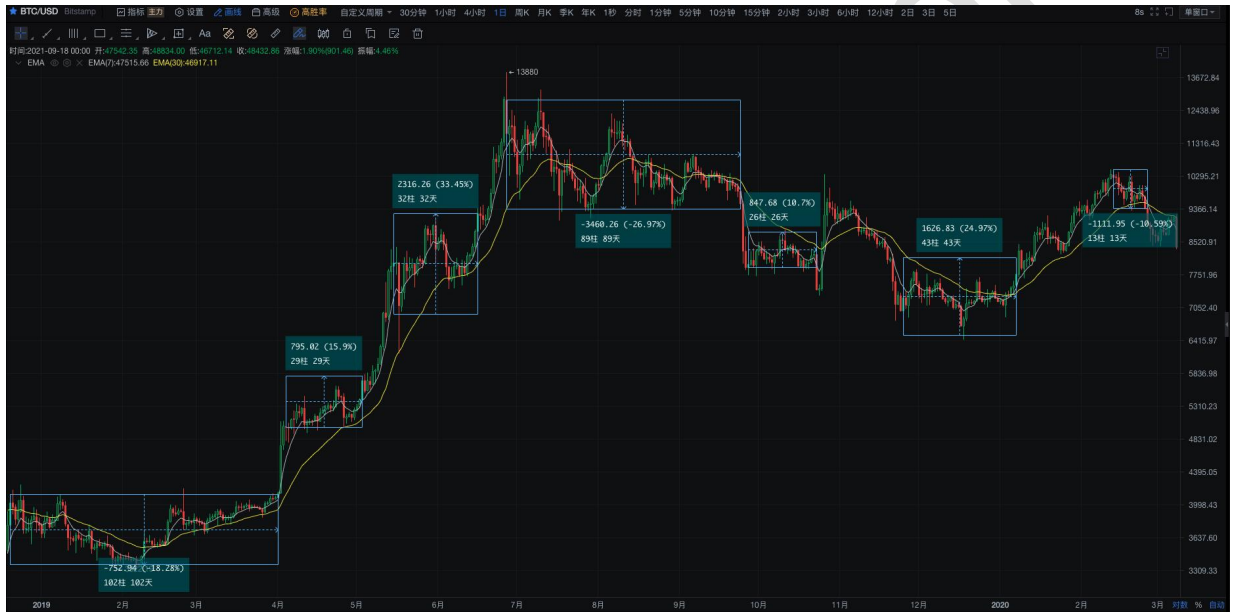 BTC/USD Bitstamp 指标 主力 设置 画线 高级 高胜率 自定义周期 30分钟 1小时 4小时 1日 周K 月K 季K 年K 1秒 分时 1分钟 5分钟 10分钟 15分钟 2小时 3小时 6小时 12小时 2日 3日 5日 8s 单窗口
Aa
时间:2021-09-18 00:00 开:47542.35 高:48834.00 低:46712.14 收:48432.86 涨幅:1.90%(901.46) 振幅:4.46%
EMA EMA(7):47515.66 EMA(30):46917.11
13880
13672.84
12438.96
11316.43
2316.26 (33.45%)
32柱 32天
10295.21
847.68 (10.7%)
26柱 26天
9366.14
-3460.26 (-26.97%)
89柱 89天
1626.83 (24.97%)
43柱 43天
-1111.95 (-10.59%)
13柱 13天
8520.91
7751.96
7052.40
795.02 (15.9%)
29柱 29天
6415.97
5836.98
5310.23
4831.02
4395.05
3998.43
3637.60
-752.94 (-18.28%)
102柱 102天
3309.33
2019 2月 3月 4月 5月 6月 7月 8月 9月 10月 11月 12月 2020 2月 3月 对数 % 自动